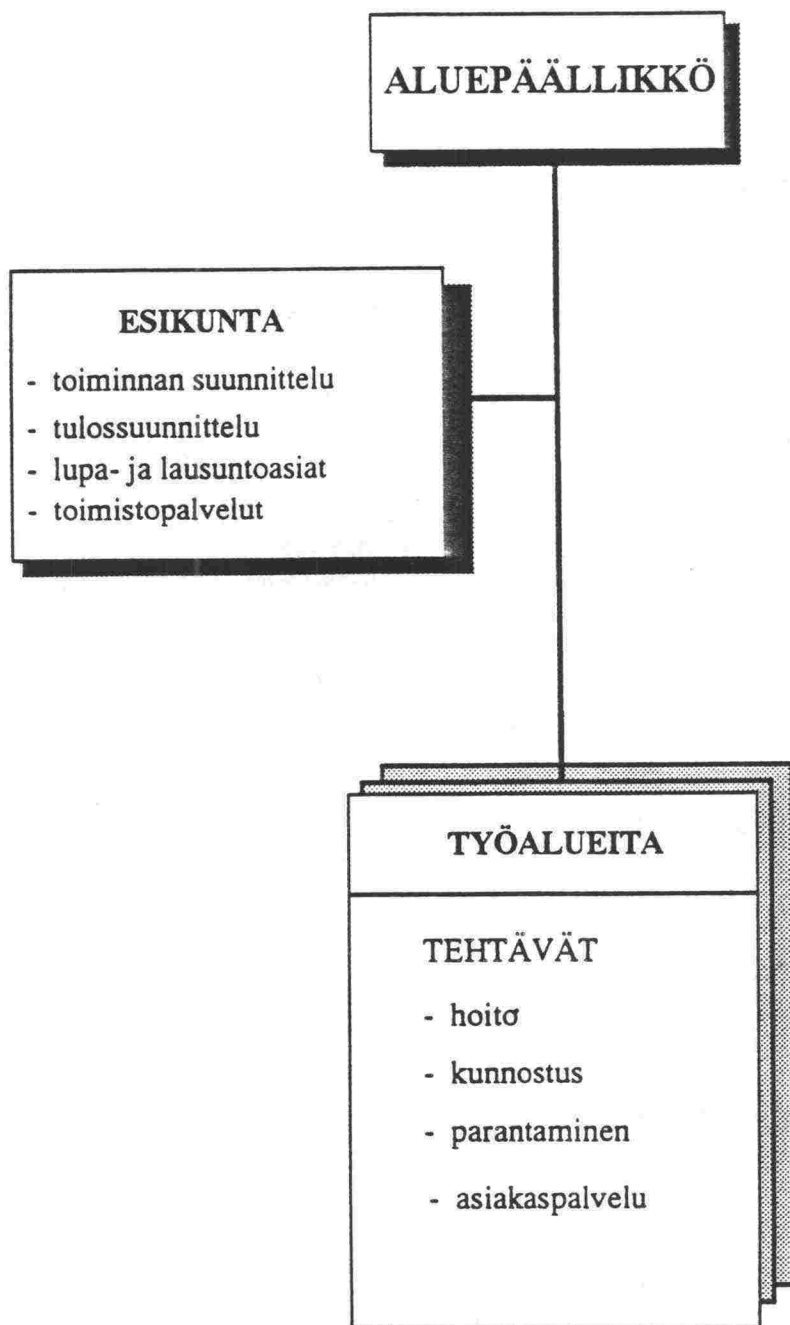 ALUEPÄÄLLIKKÖ
ESIKUNTA
- toiminnan suunnittelu
- tulossuunnittelu
- lupa- ja lausuntoasiat
- toimistopalvelut
TYÖALUEITA
TEHTÄVÄT
- hoito
- kunnostus
- parantaminen
- asiakaspalvelu